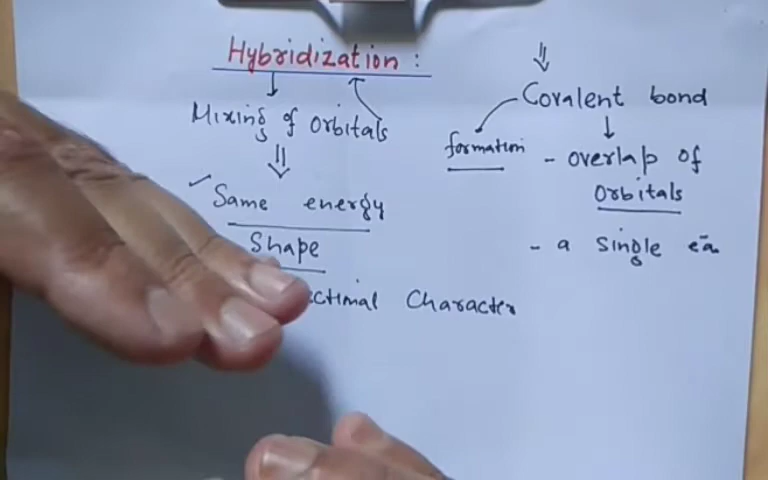 Hybridization :
Mixing of orbitals
Same energy
Shape
Character
Covalent bond
formation
- overlap of
orbitals
- a single